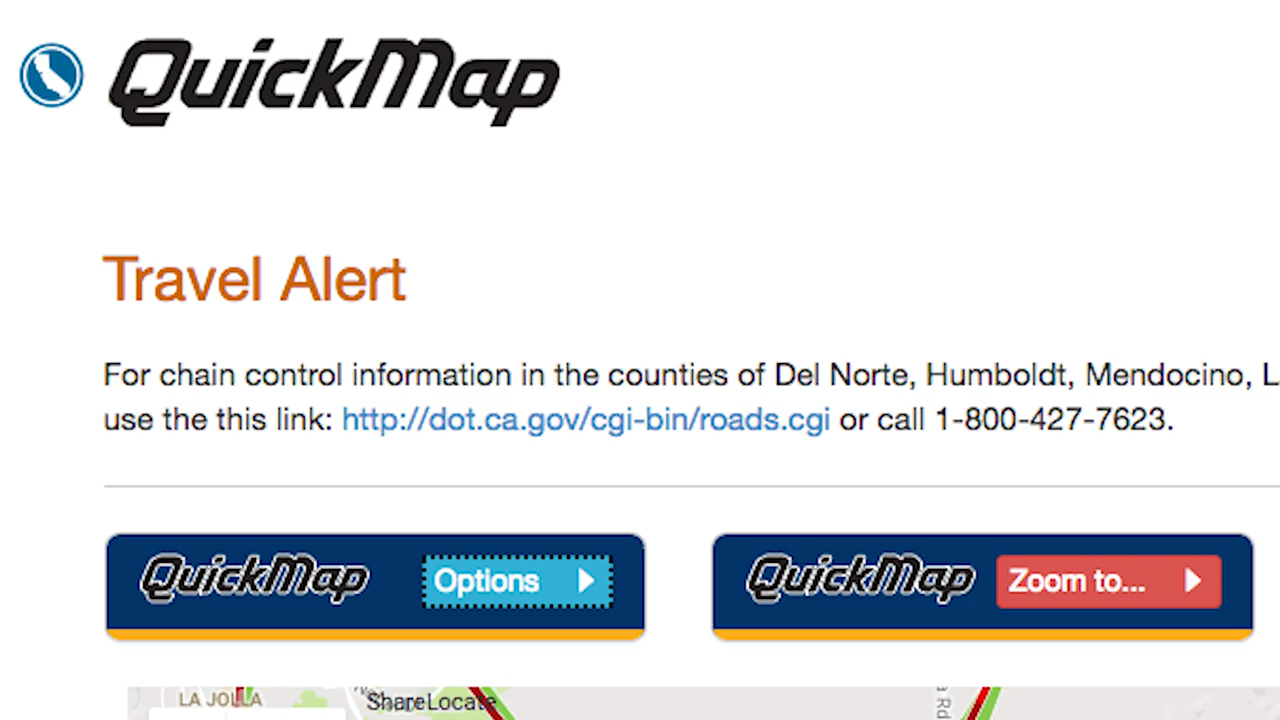 QuickMap
Travel Alert
For chain control information in the counties of Del Norte, Humboldt, Mendocino,
use the this link: http://dot.ca.gov/cgi-bin/roads.cgi or call 1-800-427-7623.
QuickMap Options
QuickMap Zoom to...
LA JOLLA
ShareLocate
Rd